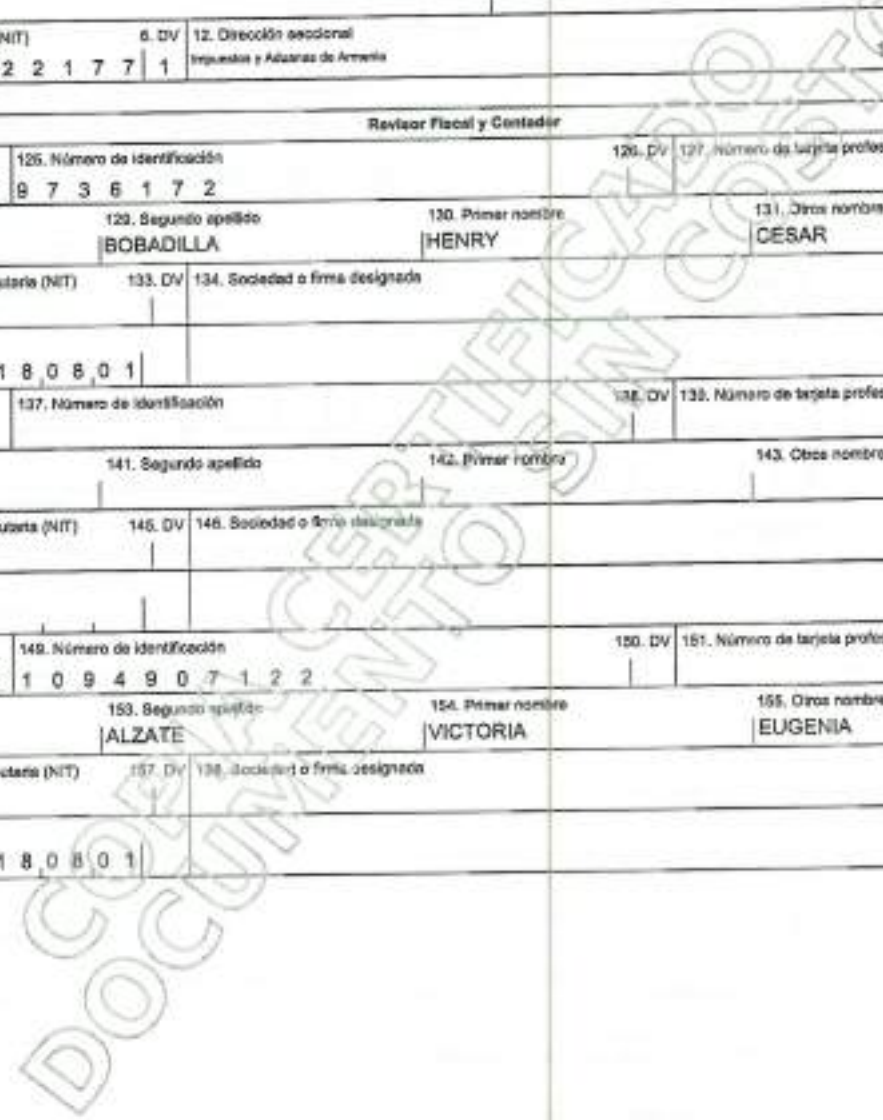 NIT) 6. DV 12. Dirección seccional
2 2 1 7 7 1 Impuestos y Aduanas de Armenia
Revisor Fiscal y Contador
125. Número de identificación 126. DV 127. Número de tarjeta profes
9 7 3 6 1 7 2
129. Segundo apellido 130. Primer nombre 131. Otros nombre
BOBADILLA HENRY CESAR
utaria (NIT) 133. DV 134. Sociedad o firma designada
1 8 0 8 0 1
137. Número de identificación 138. DV 139. Número de tarjeta profes
141. Segundo apellido 142. Primer nombre 143. Otros nombre
utaria (NIT) 145. DV 146. Sociedad o firma designada
149. Número de identificación 150. DV 151. Número de tarjeta profes
1 0 9 4 9 0 7 1 2 2
153. Segundo apellido 154. Primer nombre 155. Otros nombre
ALZATE VICTORIA EUGENIA
utaria (NIT) 157. DV 158. Sociedad o firma designada
1 8 0 8 0 1
COPIA CERTIFICADO
DOCUMENTO SIN COSTO